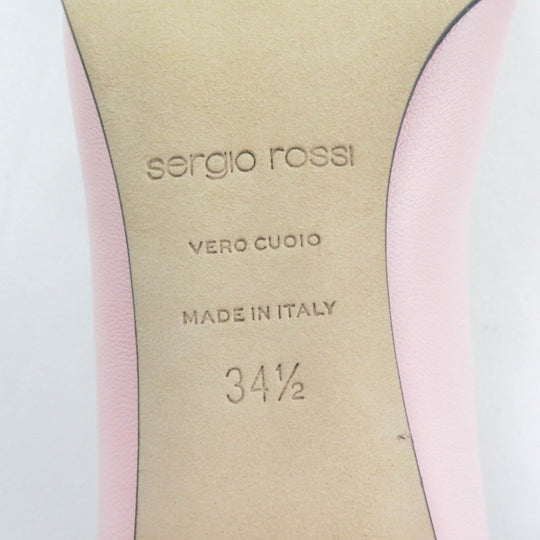 sergio rossi
VERO CUOIO
MADE IN ITALY
34½